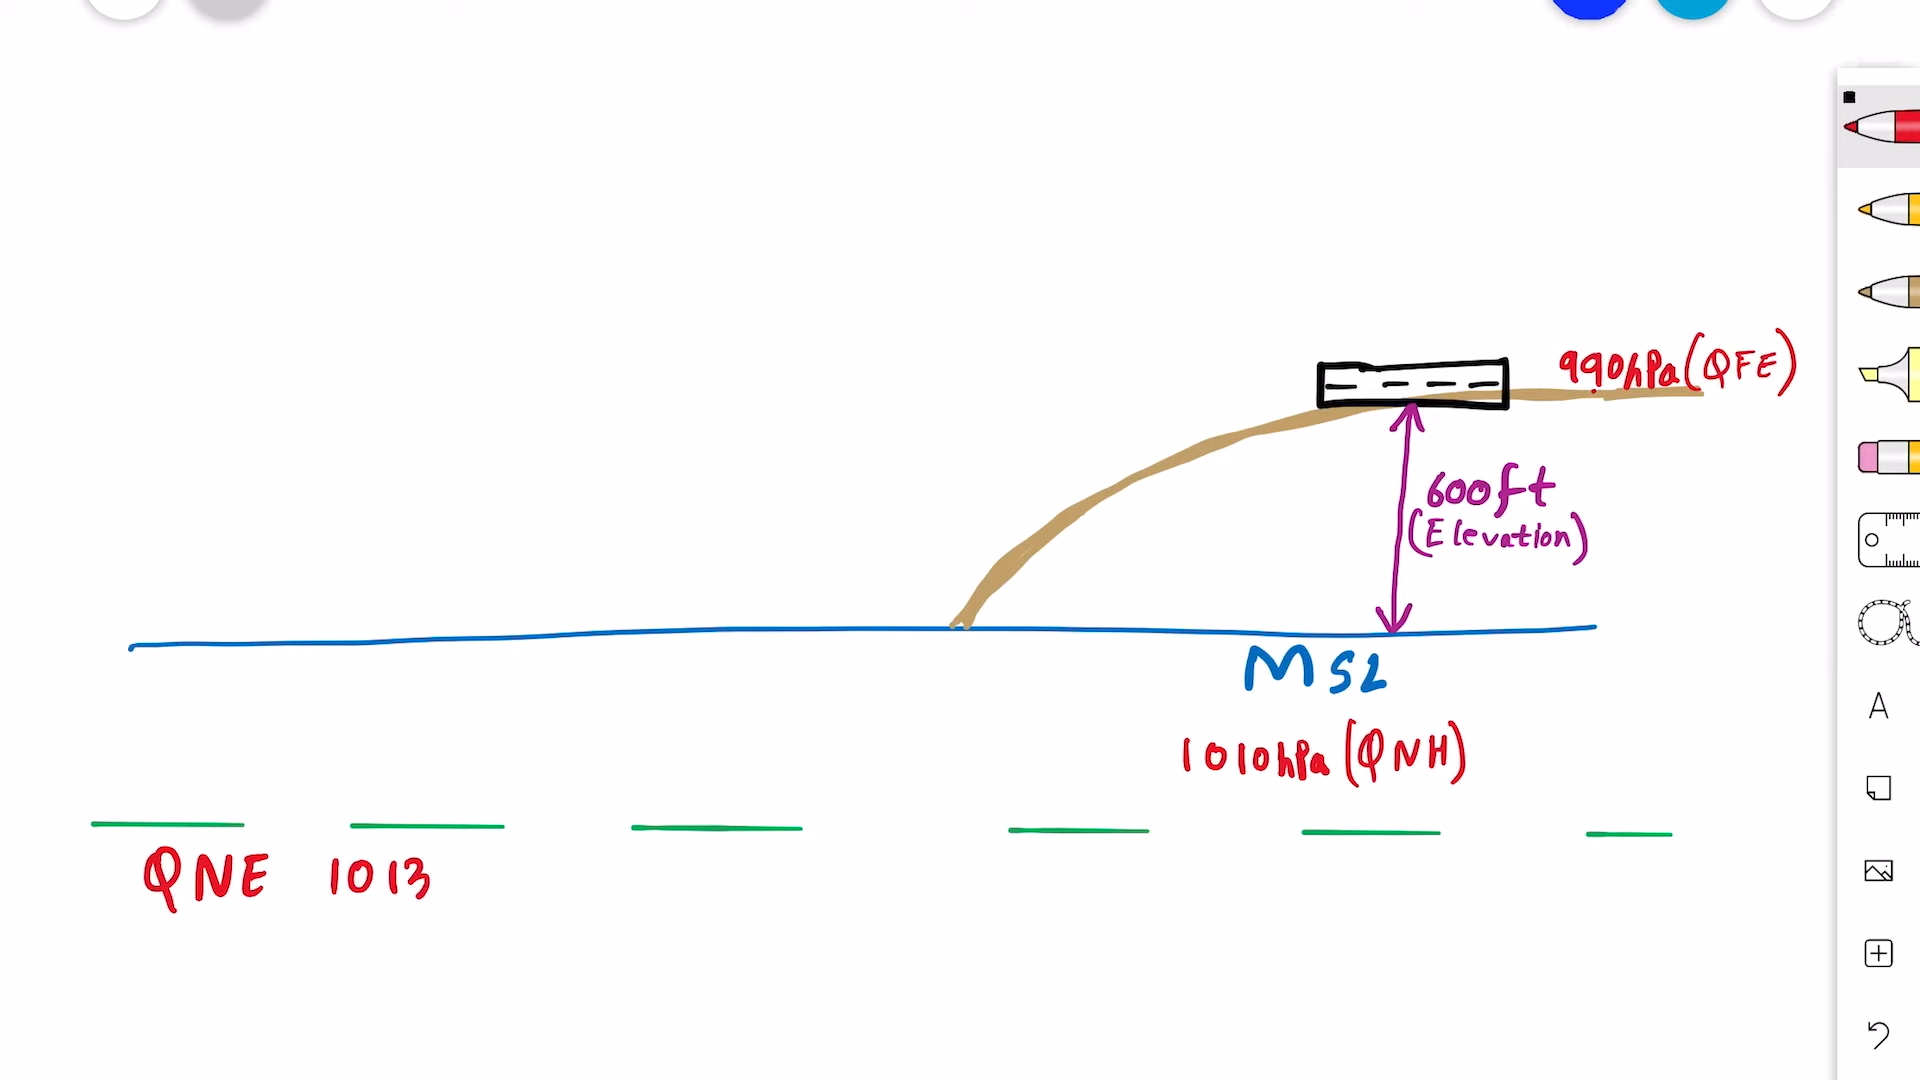 990hPa (QFE)
600ft
(Elevation)
MSL
1010hPa (QNH)
QNE 1013
A